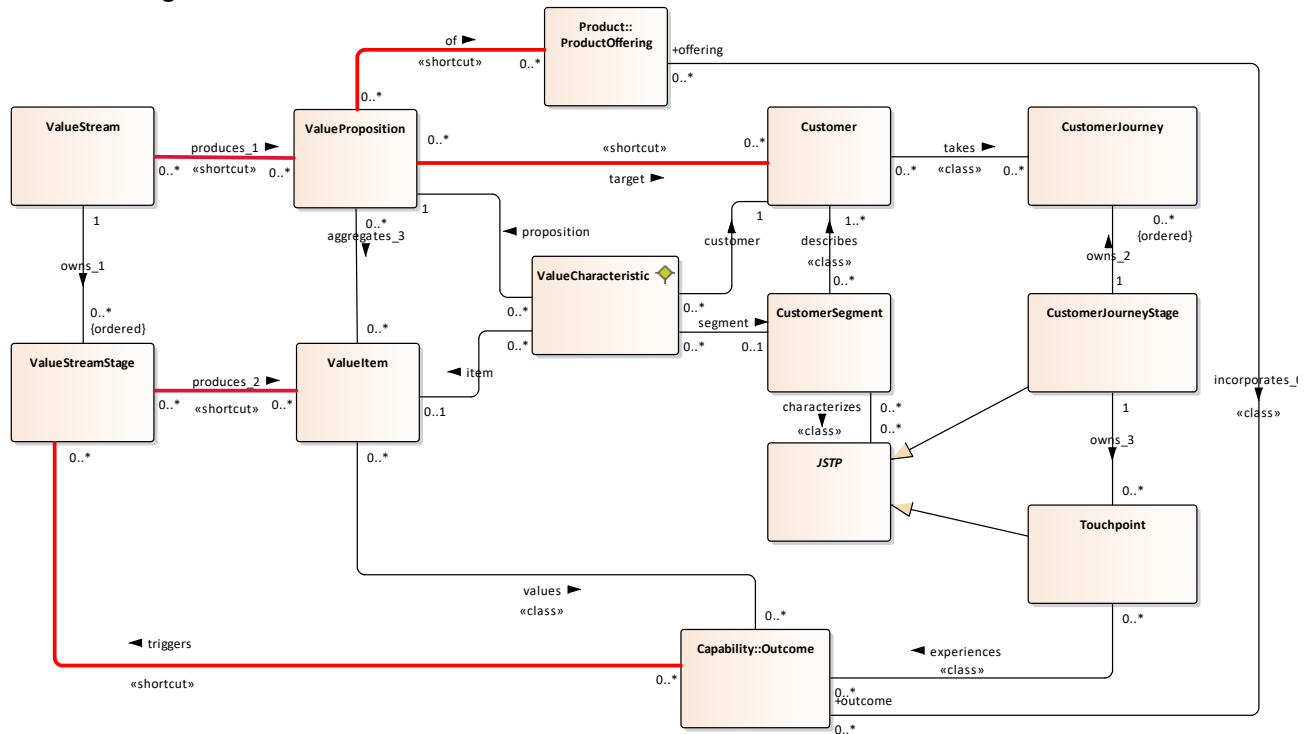 Product::
ProductOffering
of ►
«shortcut»
0..*
0..*
+offering
0..*
ValueStream
produces_1 ►
«shortcut»
0..*
0..*
ValueProposition
0..*
«shortcut»
0..*
target ►
Customer
takes ►
«class»
0..*
0..*
CustomerJourney
1
owns_1
0..*
{ordered}
0..*
aggregates_3
0..*
1
◄ proposition
0..*
ValueCharacteristic
1
customer
0..*
1..*
describes
«class»
0..*
0..*
{ordered}
owns_2
1
segment ►
0..*
0..1
CustomerSegment
CustomerJourneyStage
ValueStreamStage
produces_2 ►
«shortcut»
0..*
0..*
ValueItem
0..*
◄ item
0..1
characterizes
«class»
0..*
0..*
JSTP
1
owns_3
0..*
incorporates_
«class»
Touchpoint
0..*
0..*
values ►
«class»
0..*
◄ triggers
«shortcut»
0..*
Capability::Outcome
0..*
◄ experiences
«class»
0..*
+outcome
0..*